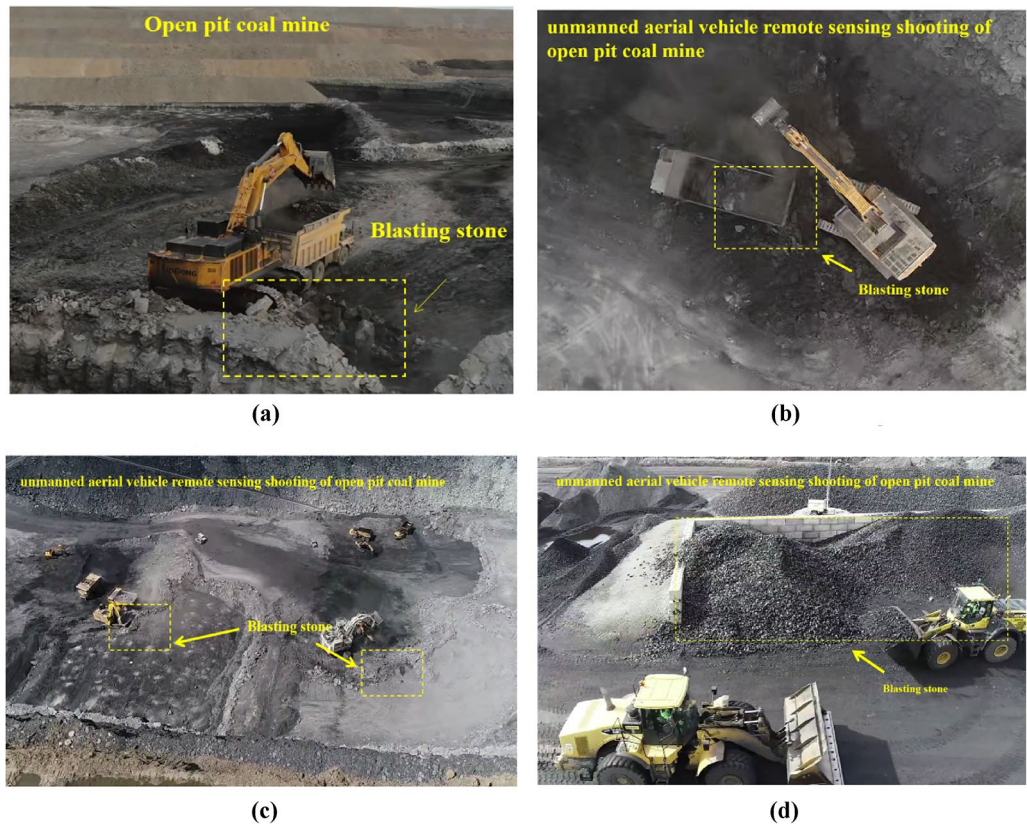 Open pit coal mine
Blasting stone
(a)
unmanned aerial vehicle remote sensing shooting of
open pit coal mine
Blasting stone
(b)
unmanned aerial vehicle remote sensing shooting of open pit coal mine
Blasting stone
(c)
unmanned aerial vehicle remote sensing shooting of open pit coal mine
Blasting stone
(d)